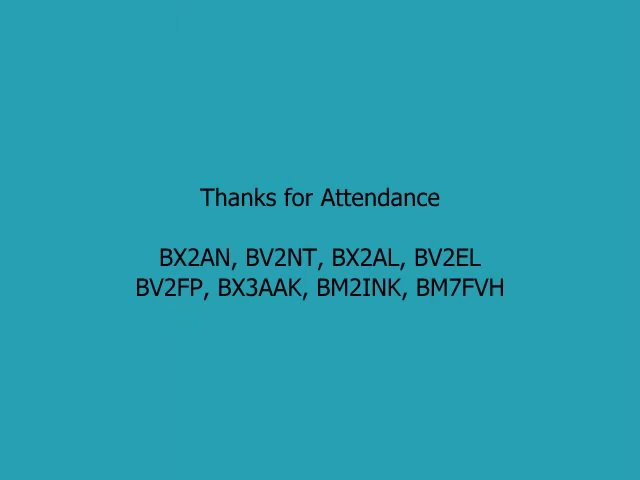 Thanks for Attendance
BX2AN, BV2NT, BX2AL, BV2EL
BV2FP, BX3AAK, BM2INK, BM7FVH